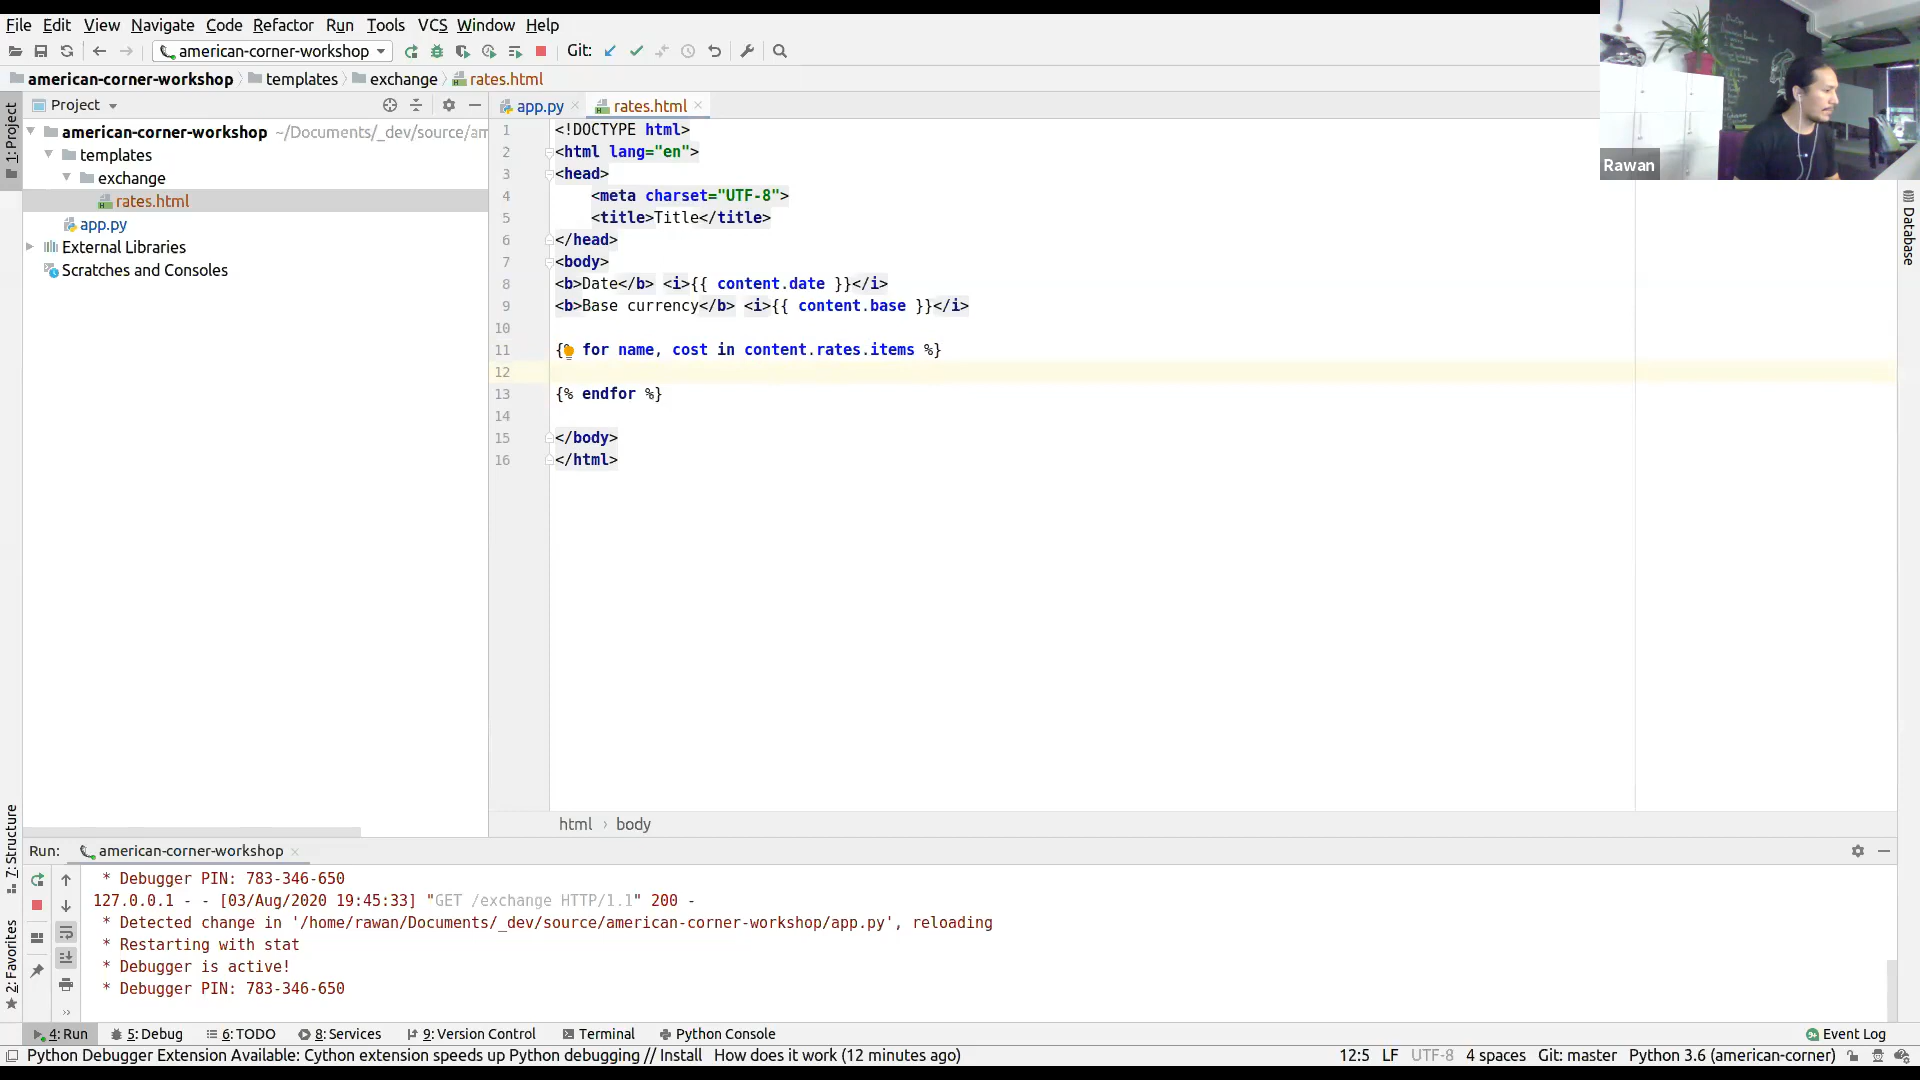 File Edit View Navigate Code Refactor Run Tools VCS Window Help
american-corner-workshop Git:
american-corner-workshop templates exchange rates.html
Project
app.py rates.html
1: Project
american-corner-workshop ~/Documents/_dev/source/am
templates
exchange
rates.html
app.py
External Libraries
Scratches and Consoles
1 <!DOCTYPE html>
2 <html lang="en">
3 <head>
4 <meta charset="UTF-8">
5 <title>Title</title>
6 </head>
7 <body>
8 <b>Date</b> <i>{{ content.date }}</i>
9 <b>Base currency</b> <i>{{ content.base }}</i>
10
11 {% for name, cost in content.rates.items %}
12
13 {% endfor %}
14
15 </body>
16 </html>
Rawan
Database
html › body
7: Structure
2: Favorites
Run: american-corner-workshop
* Debugger PIN: 783-346-650
127.0.0.1 - - [03/Aug/2020 19:45:33] "GET /exchange HTTP/1.1" 200 -
* Detected change in '/home/rawan/Documents/_dev/source/american-corner-workshop/app.py', reloading
* Restarting with stat
* Debugger is active!
* Debugger PIN: 783-346-650
4: Run 5: Debug 6: TODO 8: Services 9: Version Control Terminal Python Console Event Log
Python Debugger Extension Available: Cython extension speeds up Python debugging // Install How does it work (12 minutes ago) 12:5 LF UTF-8 4 spaces Git: master Python 3.6 (american-corner)